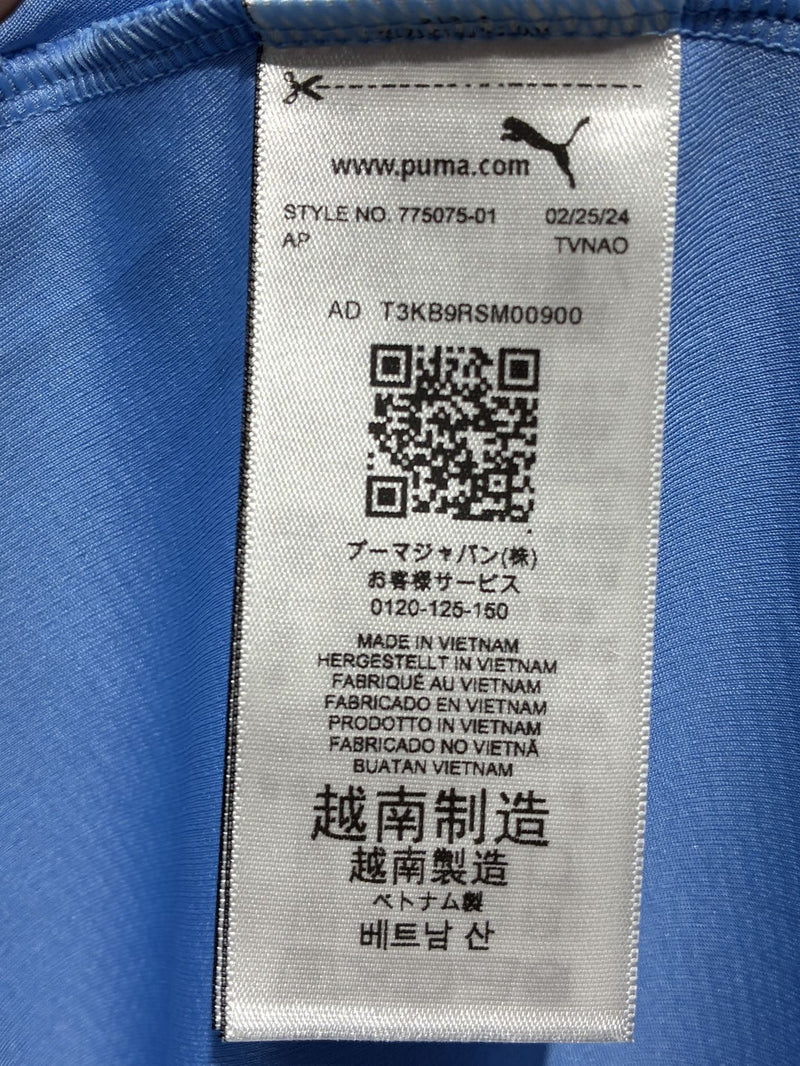 www.puma.com
STYLE NO. 775075-01 02/25/24
AP TVNAO
AD T3KB9RSM00900
プーマジャパン(株)
お客様サービス
0120-125-150
MADE IN VIETNAM
HERGESTELLT IN VIETNAM
FABRIQUÉ AU VIETNAM
FABRICADO EN VIETNAM
PRODOTTO IN VIETNAM
FABRICADO NO VIETNÃ
BUATAN VIETNAM
越南制造
越南製造
ベトナム製
베트남 산